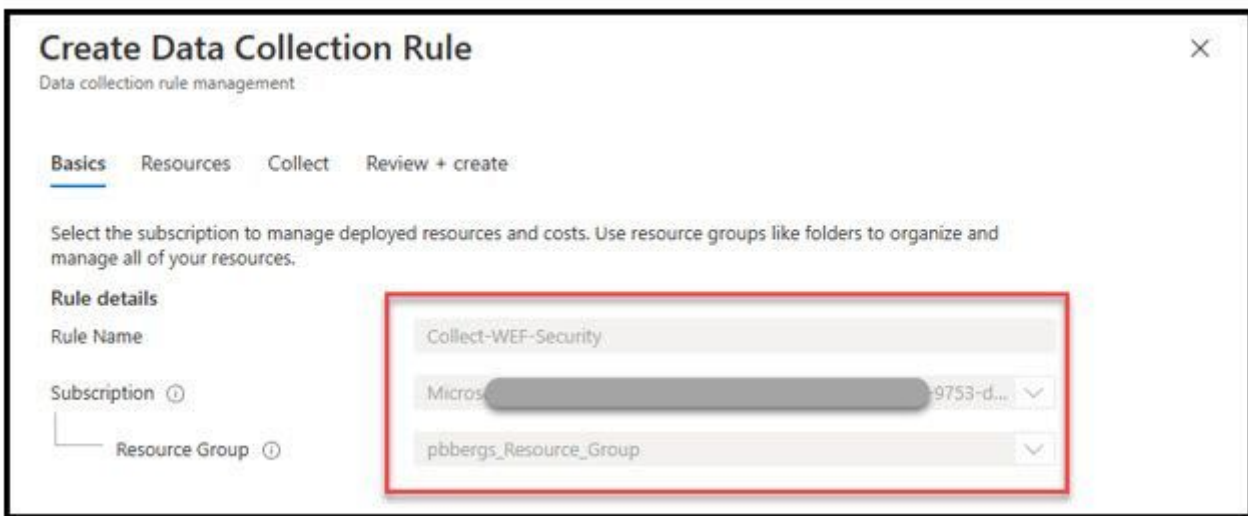 Create Data Collection Rule
Data collection rule management
Basics Resources Collect Review + create
Select the subscription to manage deployed resources and costs. Use resource groups like folders to organize and
manage all of your resources.
Rule details
Rule Name Collect-WEF-Security
Subscription Micros -9753-d...
Resource Group pbbergs_Resource_Group